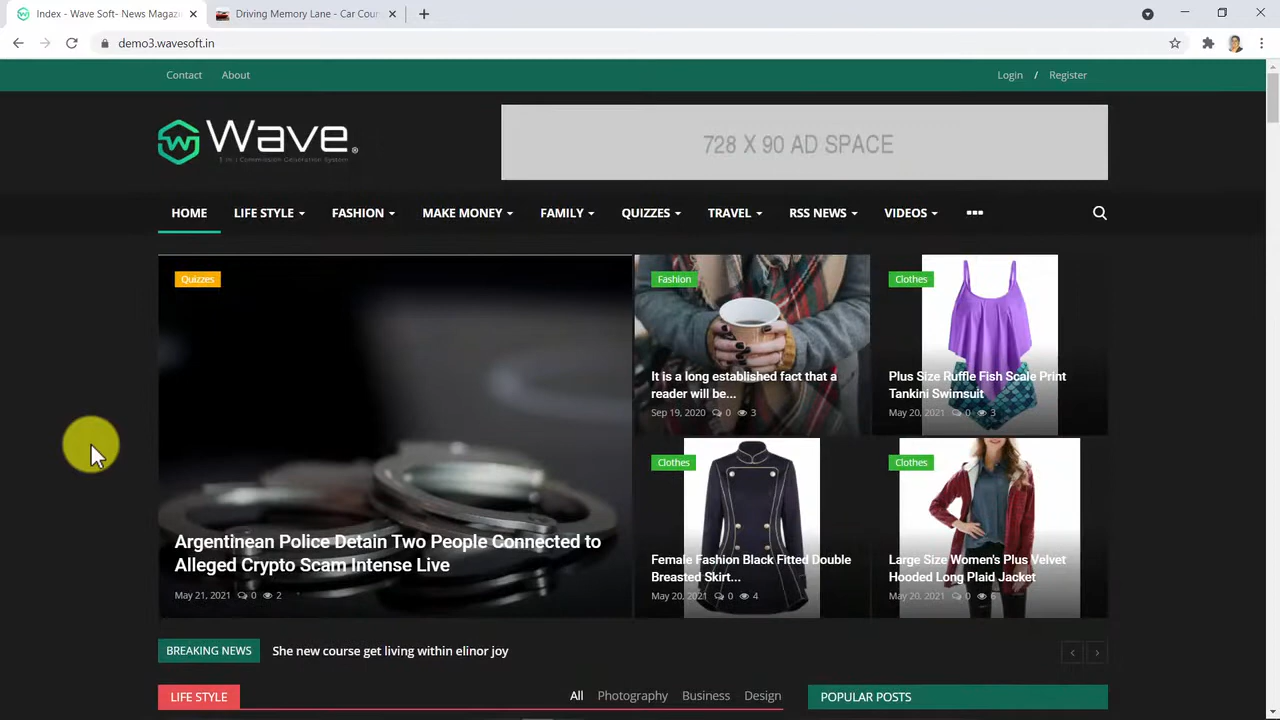 Index - Wave Soft- News Magazi
Driving Memory Lane - Car Cour
demo3.wavesoft.in
Contact
About
Login / Register
Wave
728 X 90 AD SPACE
HOME
LIFE STYLE
FASHION
MAKE MONEY
FAMILY
QUIZZES
TRAVEL
RSS NEWS
VIDEOS
Quizzes
Argentinean Police Detain Two People Connected to
Alleged Crypto Scam Intense Live
May 21, 2021 0 2
Fashion
It is a long established fact that a
reader will be...
Sep 19, 2020 0 3
Clothes
Plus Size Ruffle Fish Scale Print
Tankini Swimsuit
May 20, 2021 0 3
Clothes
Female Fashion Black Fitted Double
Breasted Skirt...
May 20, 2021 0 4
Clothes
Large Size Women's Plus Velvet
Hooded Long Plaid Jacket
May 20, 2021 0 6
BREAKING NEWS
She new course get living within elinor joy
LIFE STYLE
All
Photography
Business
Design
POPULAR POSTS